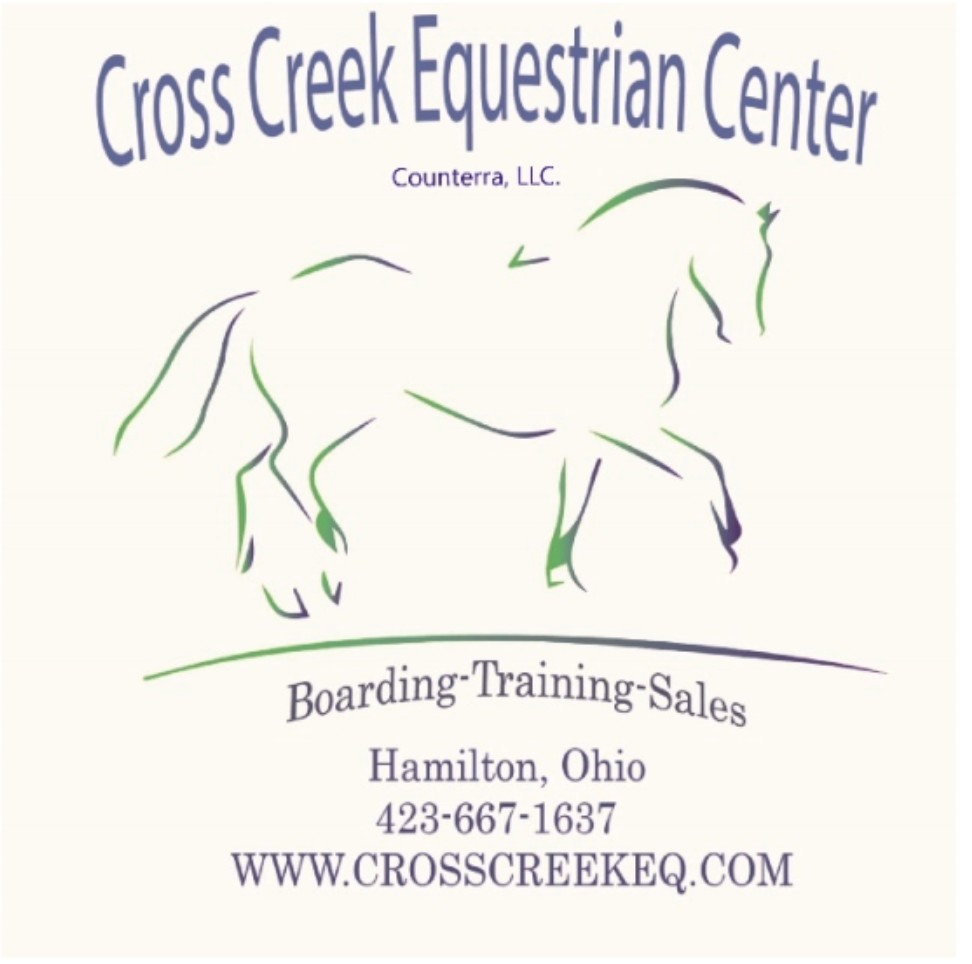 Cross Creek Equestrian Center
Counterra, LLC.
Boarding-Training-Sales
Hamilton, Ohio
423-667-1637
WWW.CROSSCREEKEQ.COM